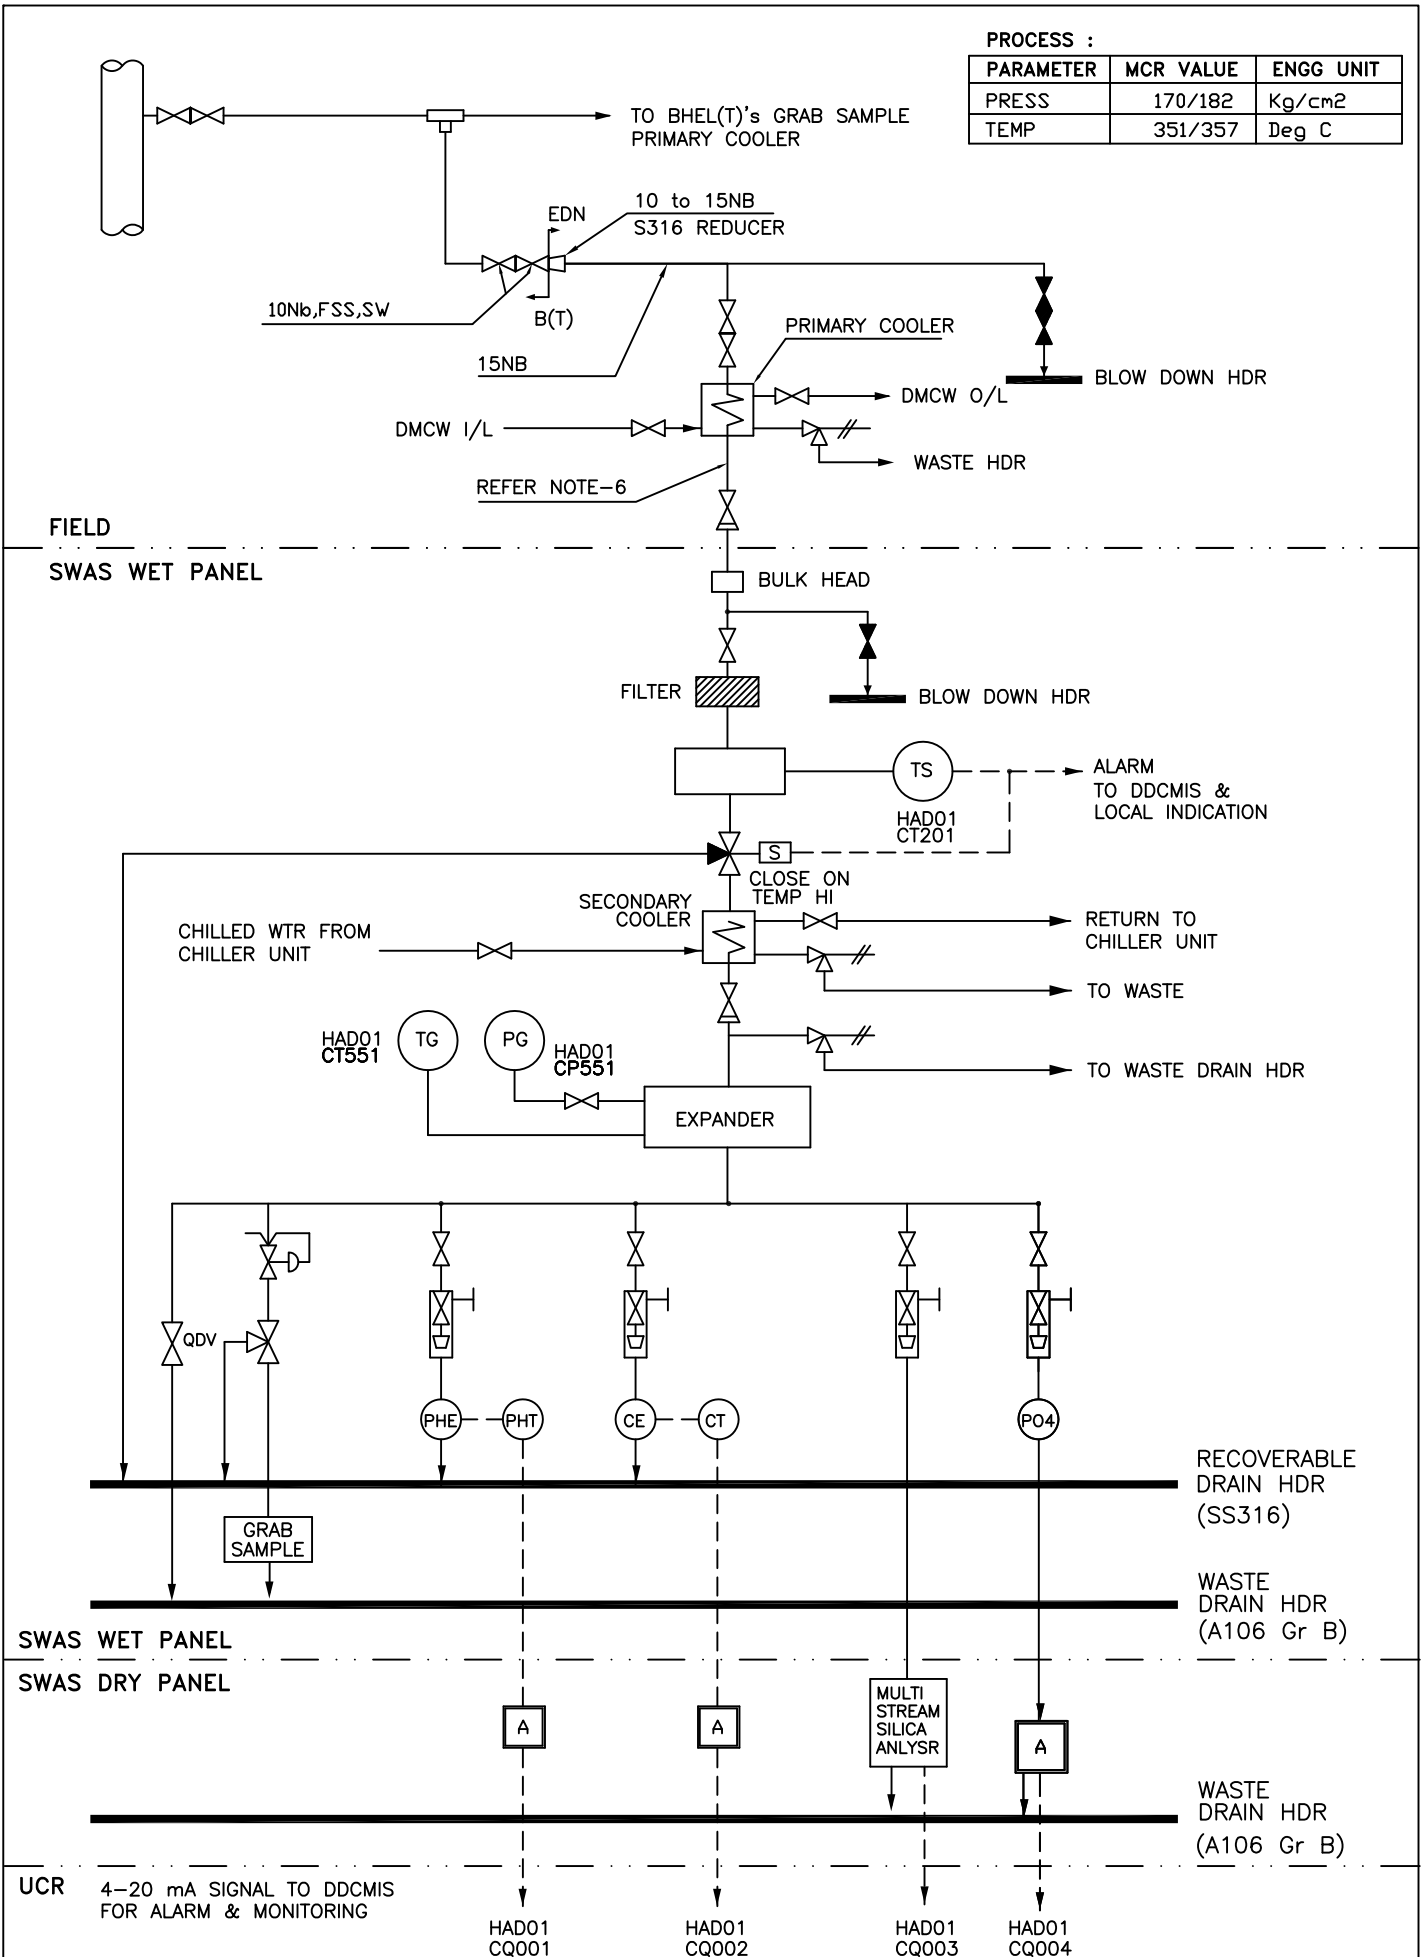 PROCESS :
PARAMETER MCR VALUE ENGG UNIT
PRESS 170/182 Kg/cm2
TEMP 351/357 Deg C
TO BHEL(T)'s GRAB SAMPLE
PRIMARY COOLER
10 to 15NB
S316 REDUCER
EDN
10Nb,FSS,SW
B(T)
15NB
PRIMARY COOLER
BLOW DOWN HDR
DMCW O/L
DMCW I/L
WASTE HDR
REFER NOTE-6
FIELD
SWAS WET PANEL
BULK HEAD
FILTER
BLOW DOWN HDR
TS
HAD01
CT201
ALARM
TO DDCMIS &
LOCAL INDICATION
S
CLOSE ON
TEMP HI
SECONDARY
COOLER
CHILLED WTR FROM
CHILLER UNIT
RETURN TO
CHILLER UNIT
TO WASTE
HAD01
CT551
TG
PG
HAD01
CP551
TO WASTE DRAIN HDR
EXPANDER
QDV
PHE
PHT
CE
CT
PO4
RECOVERABLE
DRAIN HDR
(SS316)
GRAB
SAMPLE
WASTE
DRAIN HDR
(A106 Gr B)
SWAS WET PANEL
SWAS DRY PANEL
A
A
MULTI
STREAM
SILICA
ANLYSR
A
WASTE
DRAIN HDR
(A106 Gr B)
UCR
4-20 mA SIGNAL TO DDCMIS
FOR ALARM & MONITORING
HAD01
CQ001
HAD01
CQ002
HAD01
CQ003
HAD01
CQ004